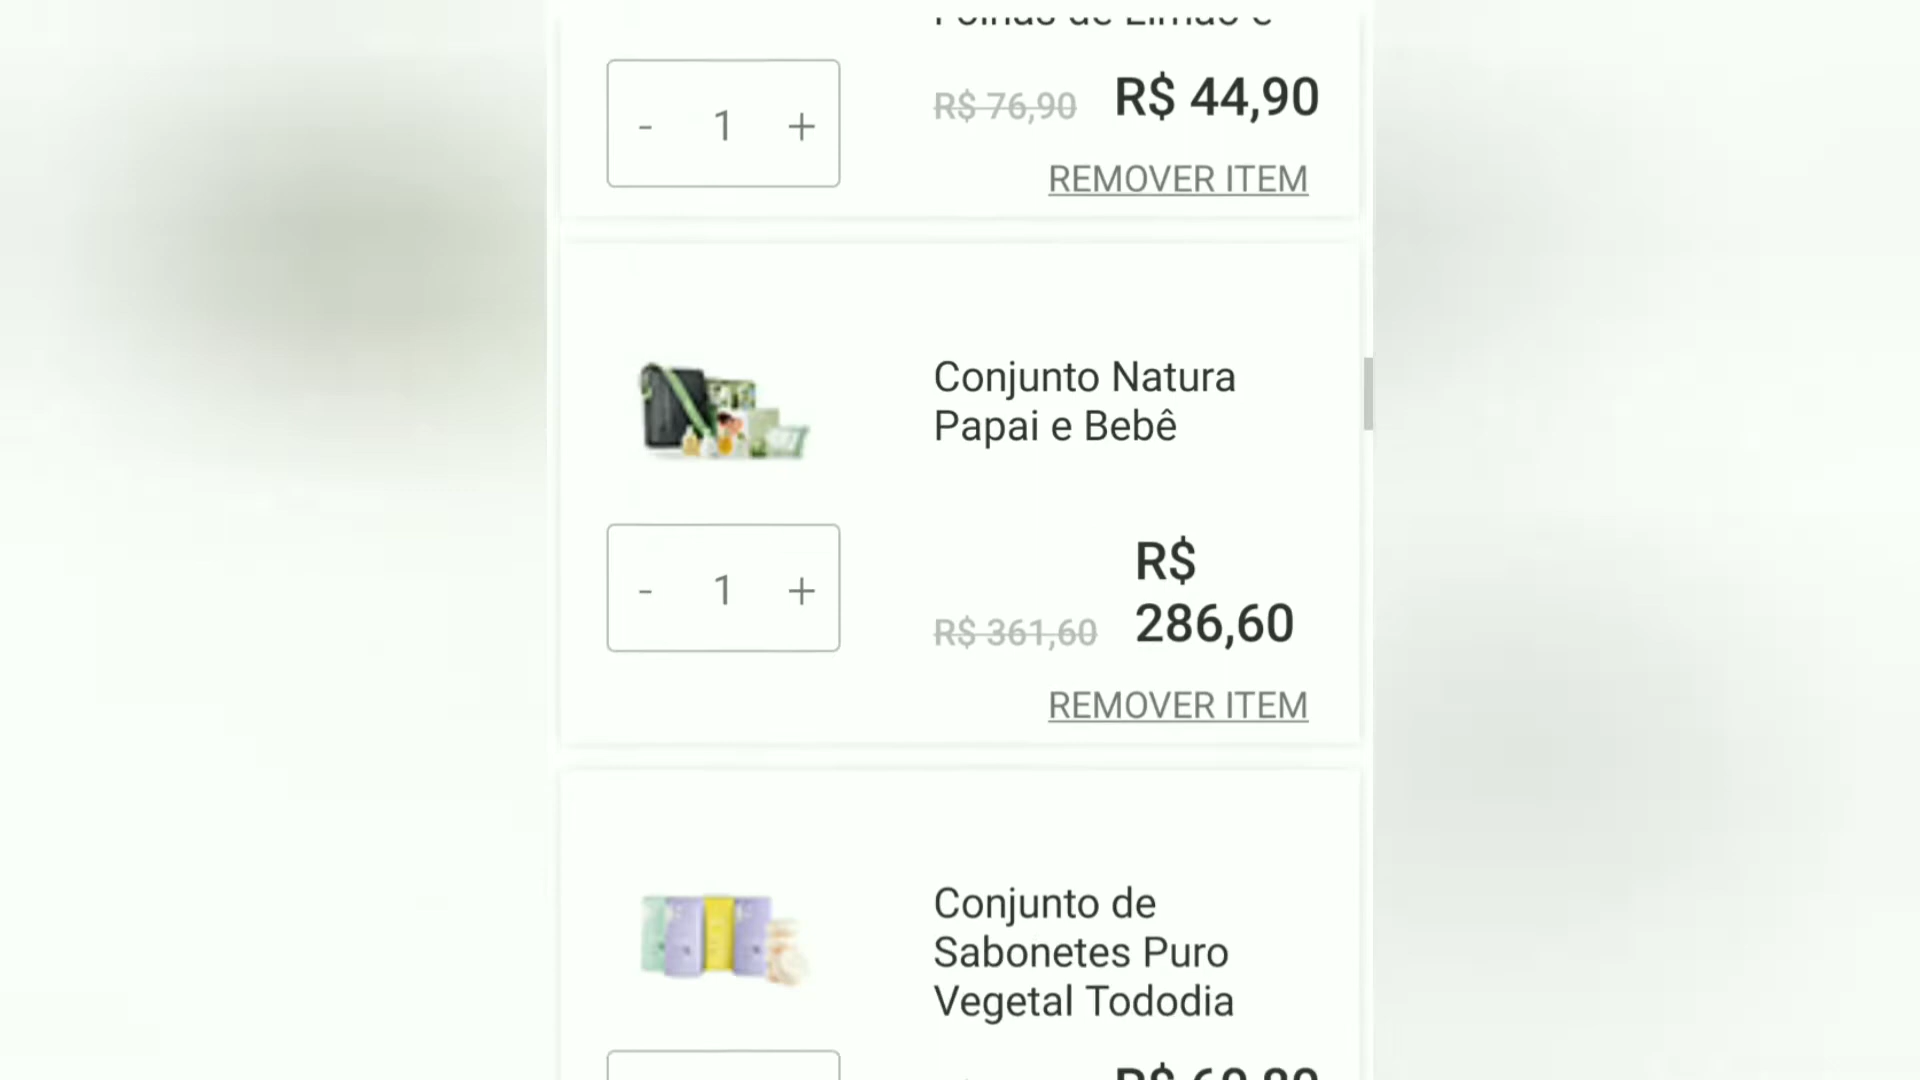 - 1 +
R$ 76,90 R$ 44,90
REMOVER ITEM
Conjunto Natura
Papai e Bebê
- 1 +
R$ 361,60 R$
286,60
REMOVER ITEM
Conjunto de
Sabonetes Puro
Vegetal Tododia